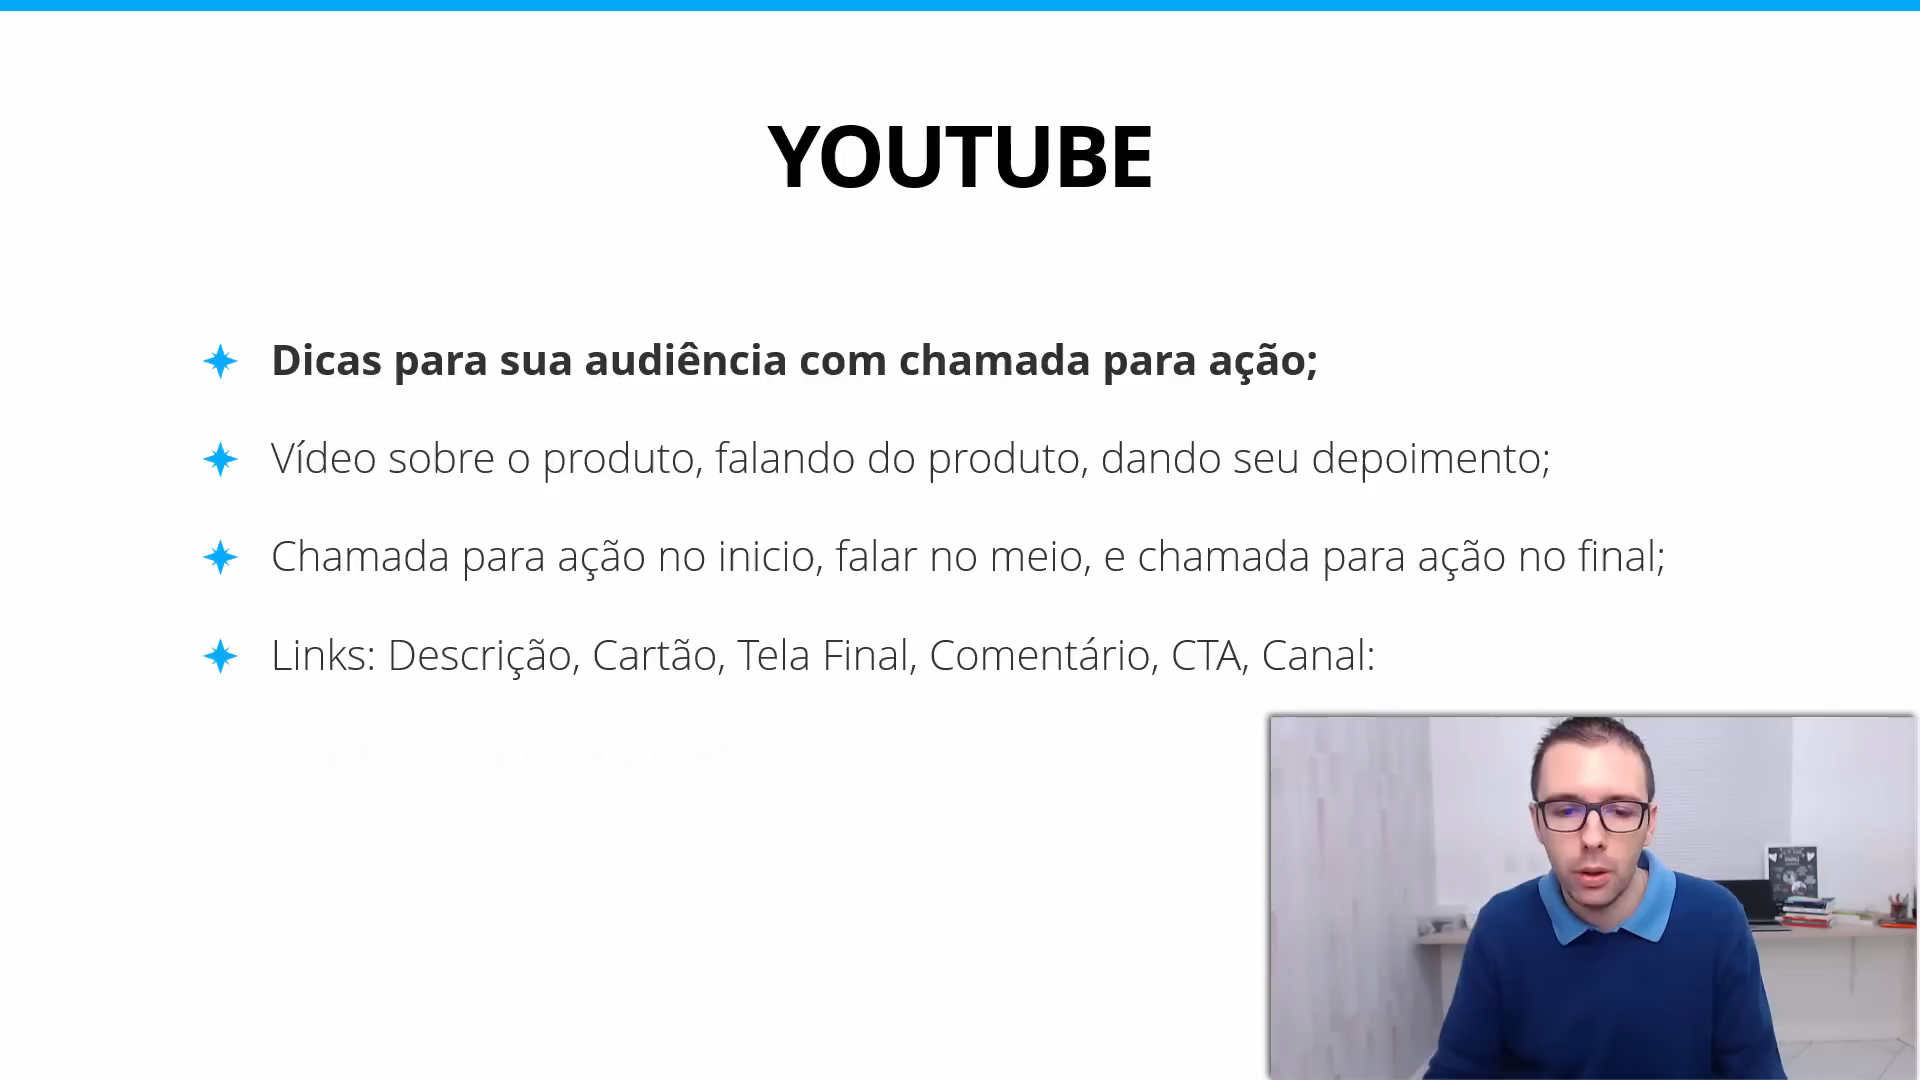 YOUTUBE
Dicas para sua audiência com chamada para ação;
Vídeo sobre o produto, falando do produto, dando seu depoimento;
Chamada para ação no inicio, falar no meio, e chamada para ação no final;
Links: Descrição, Cartão, Tela Final, Comentário, CTA, Canal: